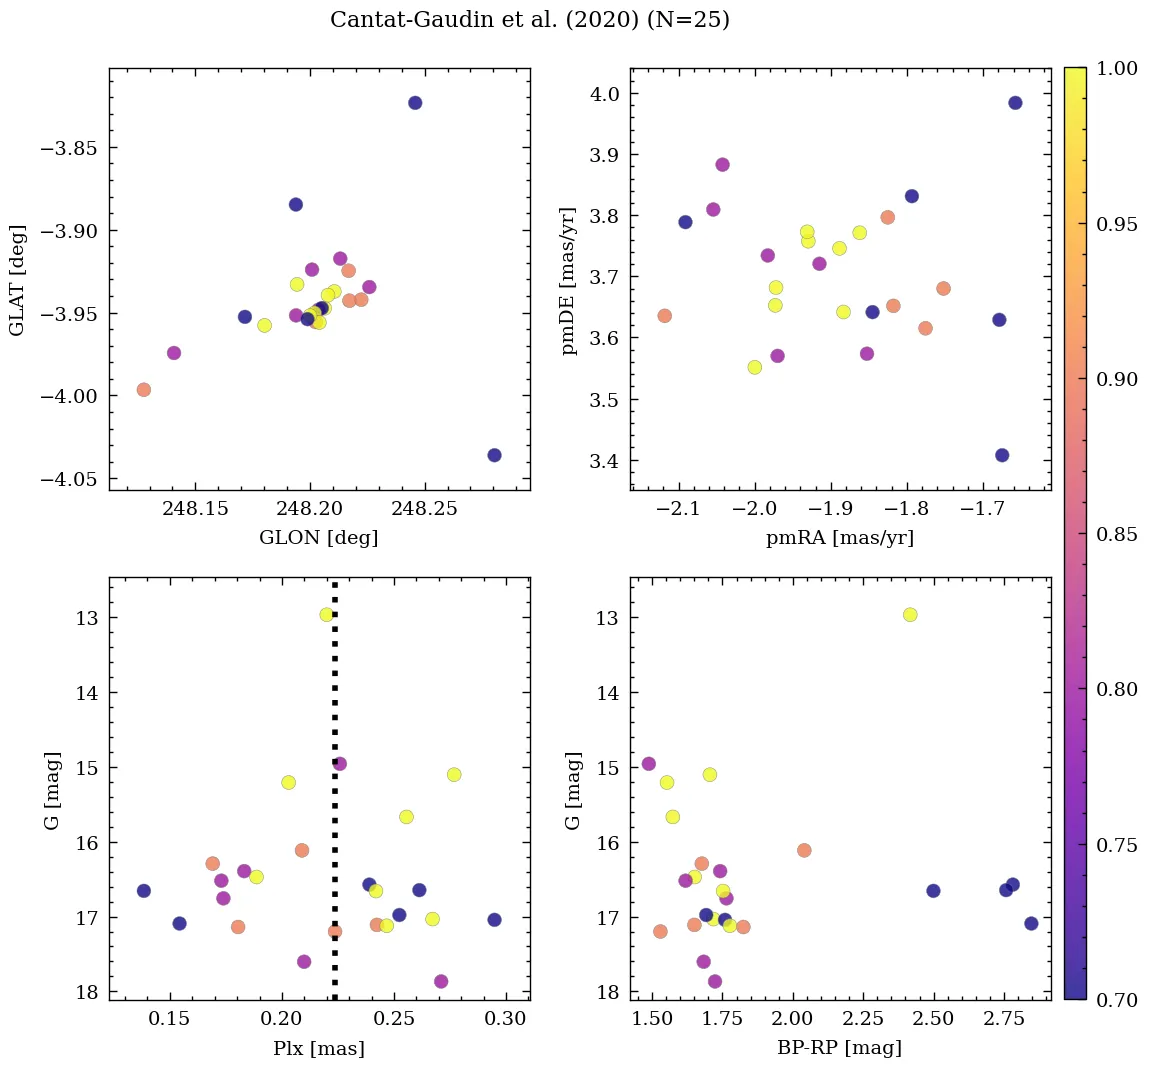 Cantat-Gaudin et al. (2020) (N=25)
−3.85
−3.90
−3.95
−4.00
−4.05
GLAT [deg]
248.15 248.20 248.25
GLON [deg]
4.0
3.9
3.8
3.7
3.6
3.5
3.4
pmDE [mas/yr]
−2.1 −2.0 −1.9 −1.8 −1.7
pmRA [mas/yr]
13
14
15
16
17
18
G [mag]
0.15 0.20 0.25 0.30
Plx [mas]
13
14
15
16
17
18
G [mag]
1.50 1.75 2.00 2.25 2.50 2.75
BP-RP [mag]
1.00
0.95
0.90
0.85
0.80
0.75
0.70